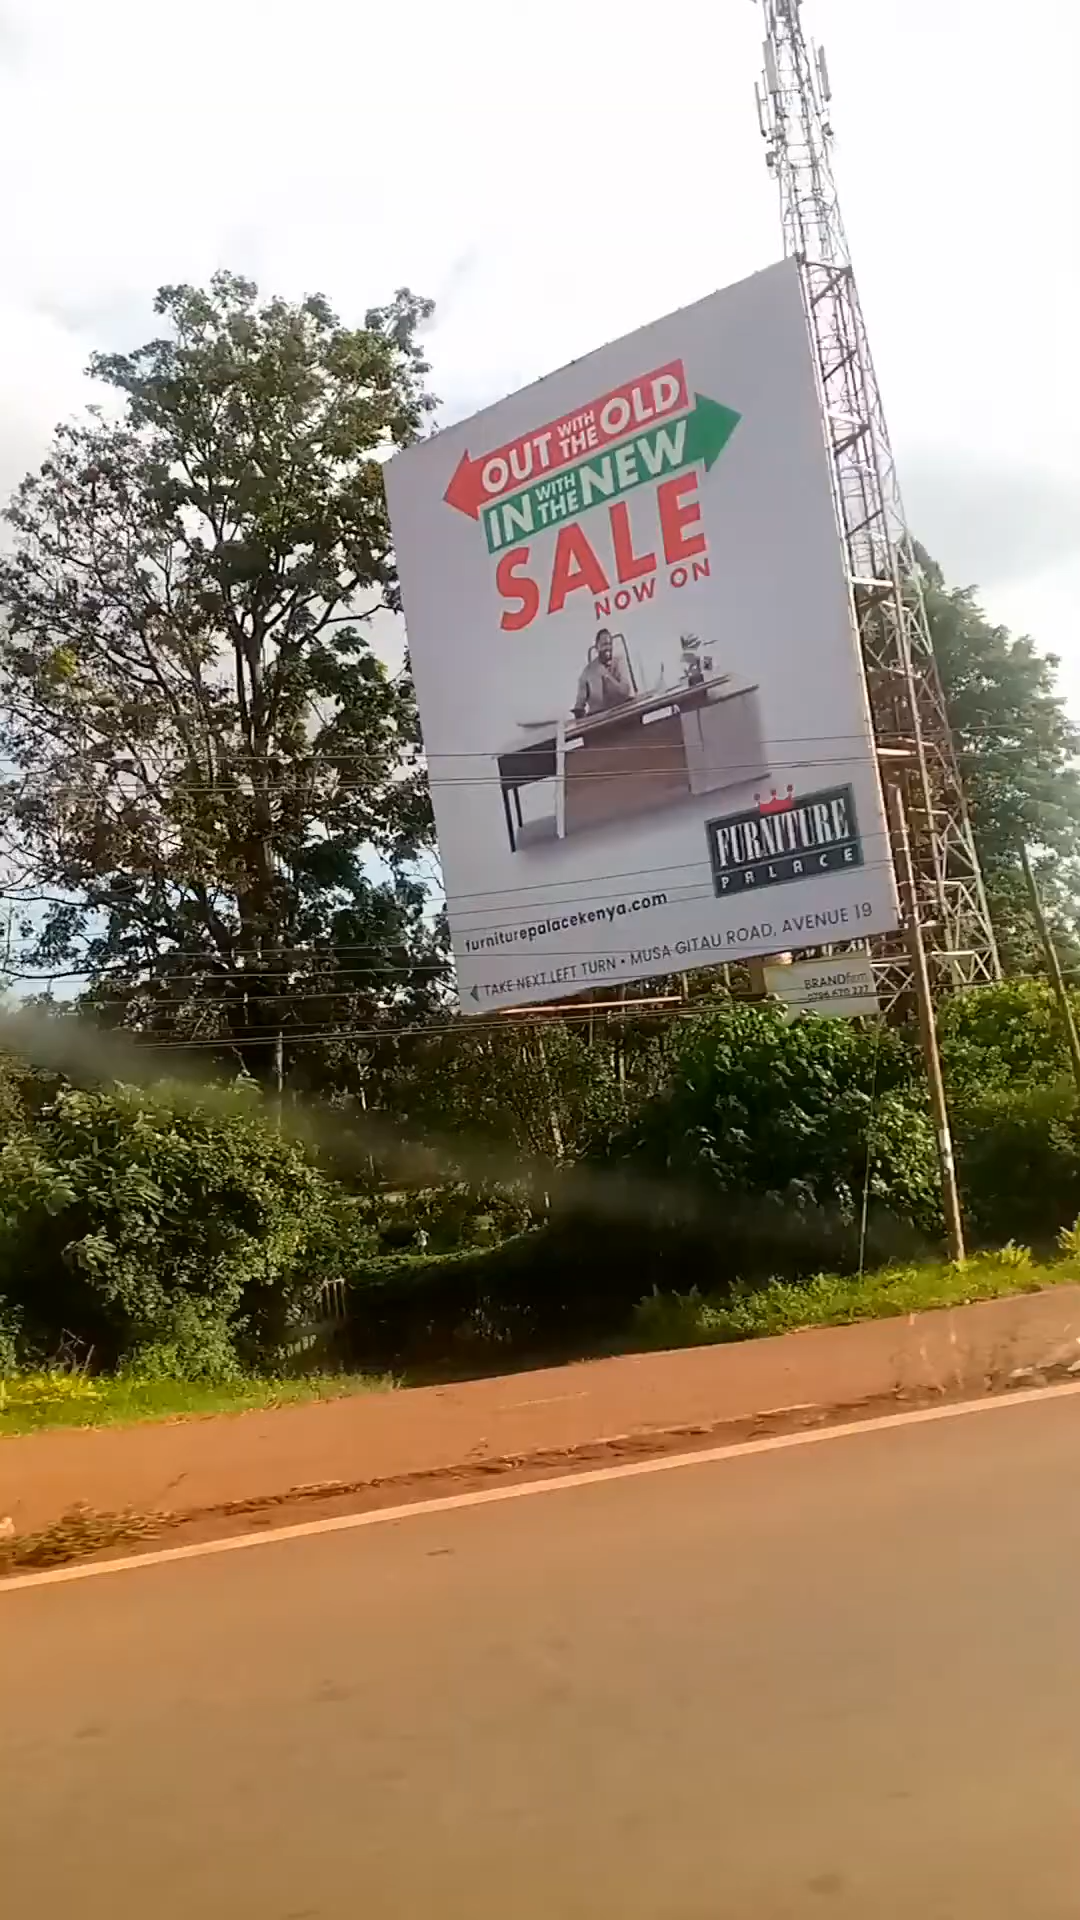 OUT WITH THE OLD
IN WITH THE NEW
SALE
NOW ON
FURNITURE
PALACE
furniturepalacekenya.com
TAKE NEXT LEFT TURN • MUSA GITAU ROAD, AVENUE 19
BRANDfirm